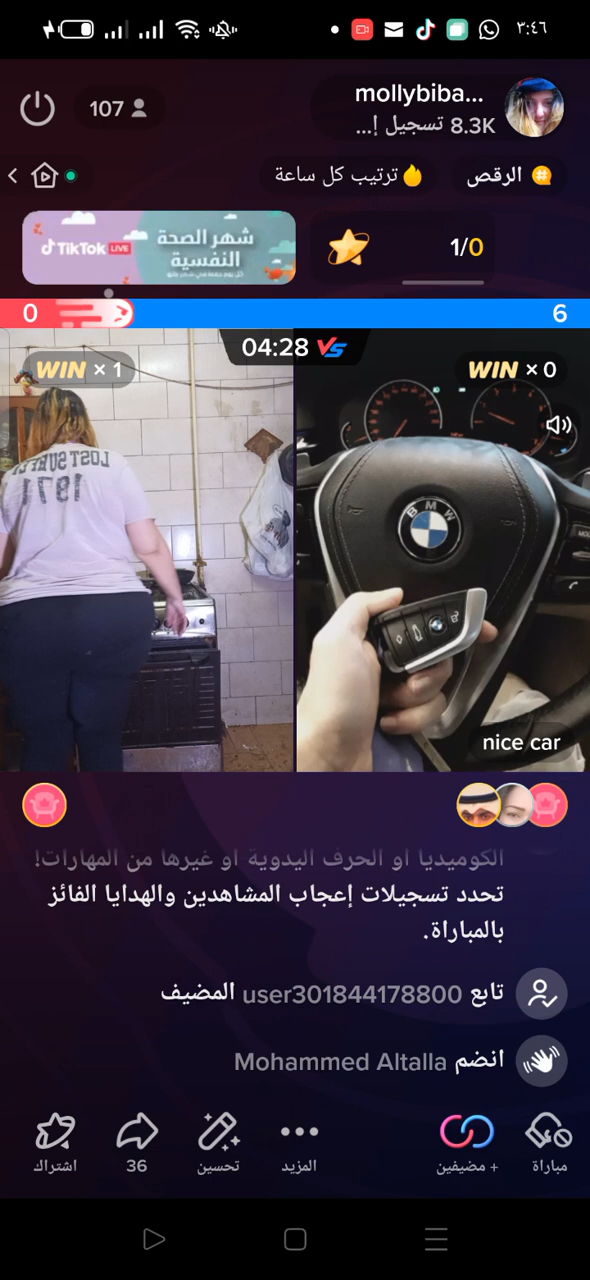 ٣:٤٦
mollybiba...
8.3K تسجيل إ...
107
# الرقص
ترتيب كل ساعة
1/0
TikTok LIVE
شهر الصحة
النفسية
0
6
04:28 VS
WIN × 1
WIN × 0
LOST
1971
BMW
nice car
الكوميديا أو الحرف اليدوية أو غيرها من المهارات!
تحدد تسجيلات إعجاب المشاهدين والهدايا الفائز
بالمباراة.
تابع user301844178800 المضيف
انضم Mohammed Altalla
مباراة
+ مضيفين
المزيد
تحسين
36
اشتراك